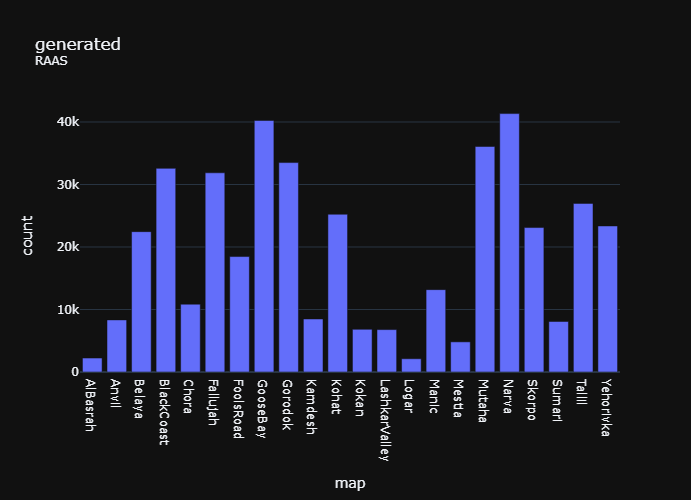 generated
RAAS
count
40k
30k
20k
10k
0
AlBasrah
Anvil
Belaya
BlackCoast
Chora
Fallujah
FoolsRoad
GooseBay
Gorodok
Kamdesh
Kohat
Kokan
LashkarValley
Logar
Manic
Mestia
Mutaha
Narva
Skorpo
Sumari
Tallil
Yehorivka
map